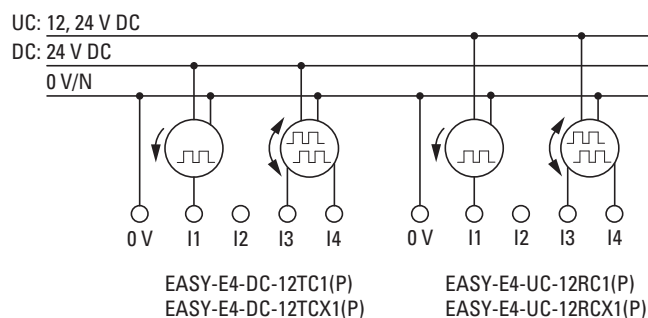 UC: 12, 24 V DC
DC: 24 V DC
0 V/N
0 V I1 I2 I3 I4 0 V I1 I2 I3 I4
EASY-E4-DC-12TC1(P) EASY-E4-UC-12RC1(P)
EASY-E4-DC-12TCX1(P) EASY-E4-UC-12RCX1(P)